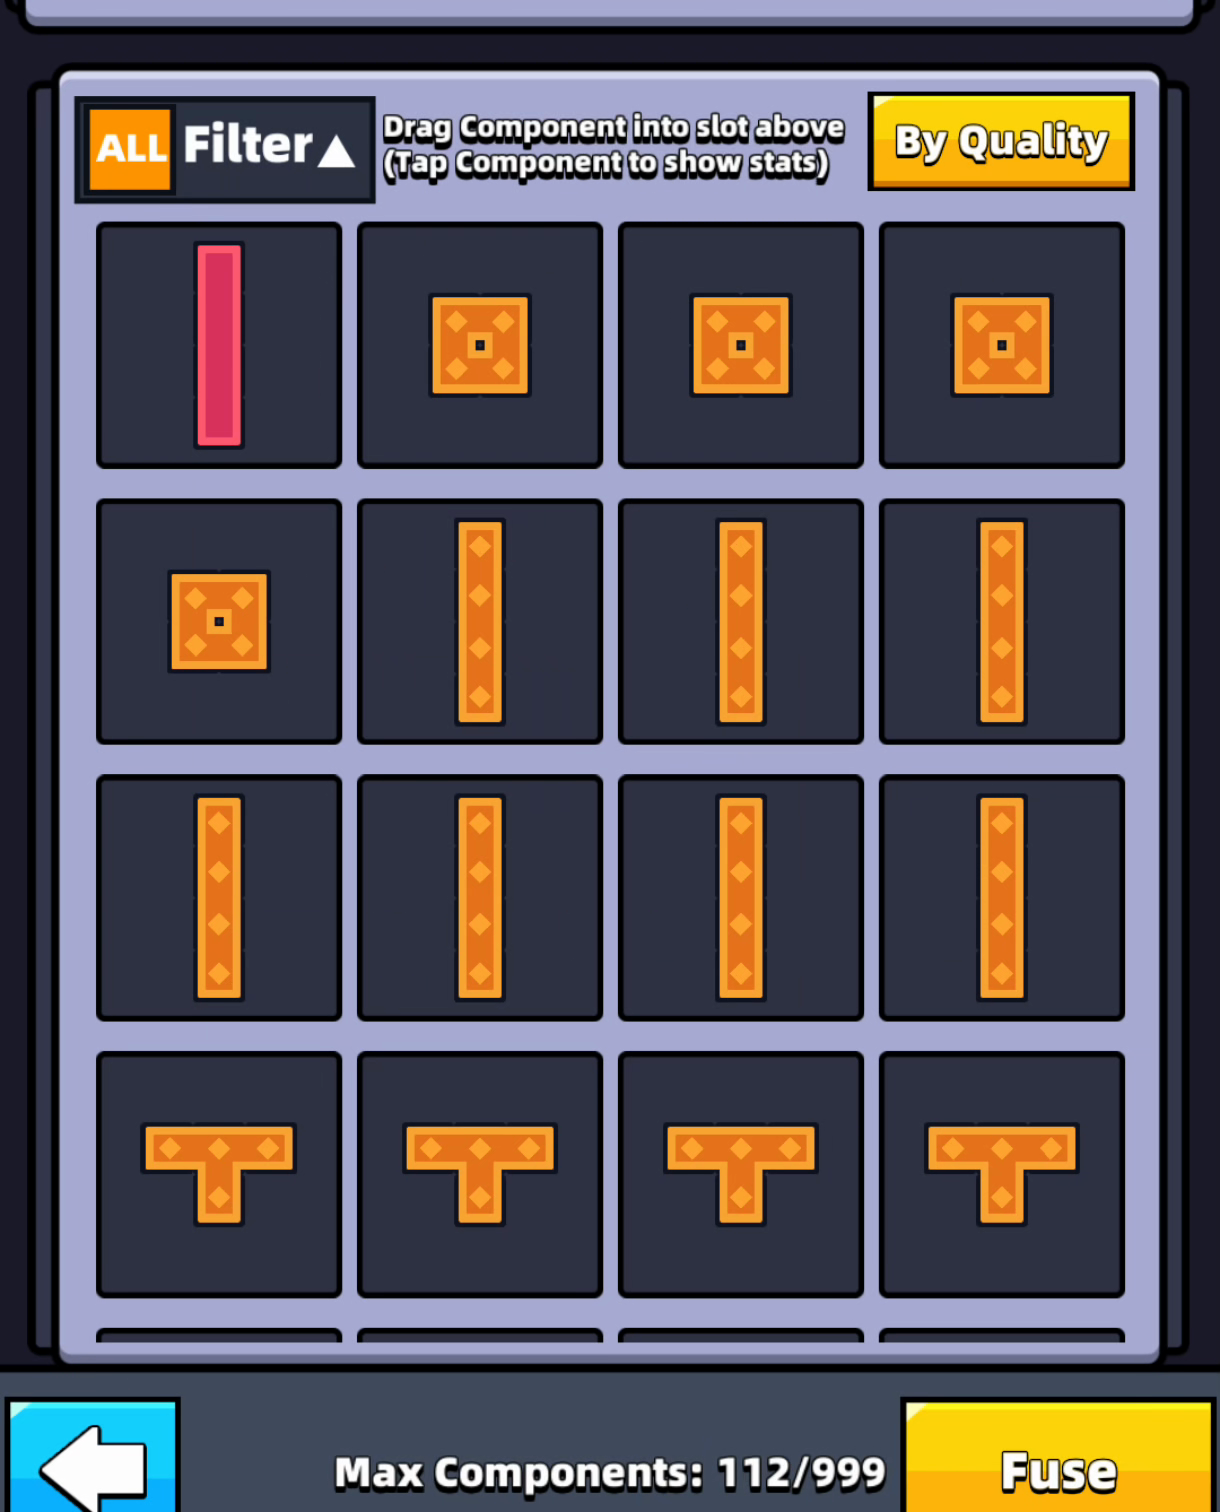 ALL Filter▲
Drag Component into slot above
(Tap Component to show stats)
By Quality
Max Components: 112/999
Fuse